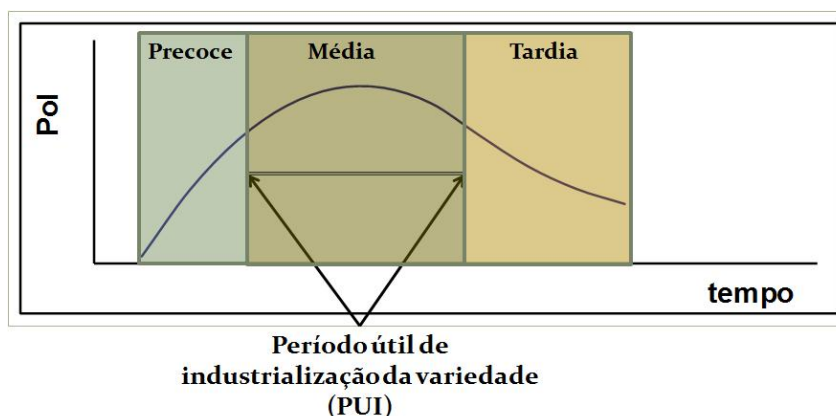 Precoce
Média
Tardia
Pol
tempo
Período útil de
industrialização da variedade
(PUI)